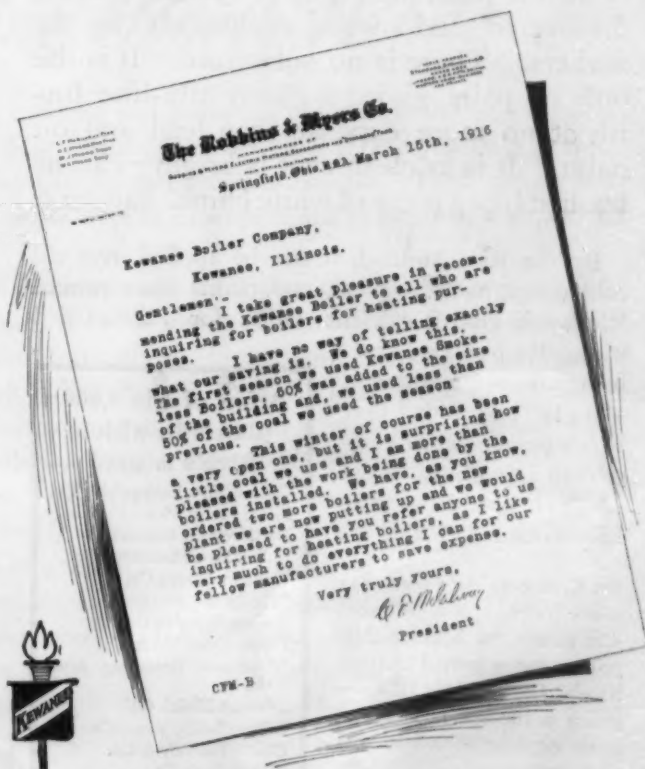 The Robbins & Myers Co.
MANUFACTURERS OF
Springfield, Ohio, U.S.A. March 15th, 1916
Kewanee Boiler Company,
Kewanee, Illinois.
Gentlemen:-
I take great pleasure in recom-
mending the Kewanee Boiler to all who are
inquiring for boilers for heating pur-
pose.
I have no way of telling exactly
what our saving is. We do know this.
The first season we used Kewanee Smoke-
less Boilers, 50% was added to the size
of the building and, we used less than
50% of the coal we used the season
previous.
This winter of course has been
a very open one, but it is surprising how
little coal we use and I am more than
pleased with the work being done by the
boilers installed. We have, as you know,
ordered two more boilers for the new
plant we are now putting up and we would
be pleased to have you refer anyone to us
inquiring for heating boilers, as I like
very much to do everything I can for our
fellow manufacturers to save expense.
Very truly yours,
President
CFM-B
KEWANEE